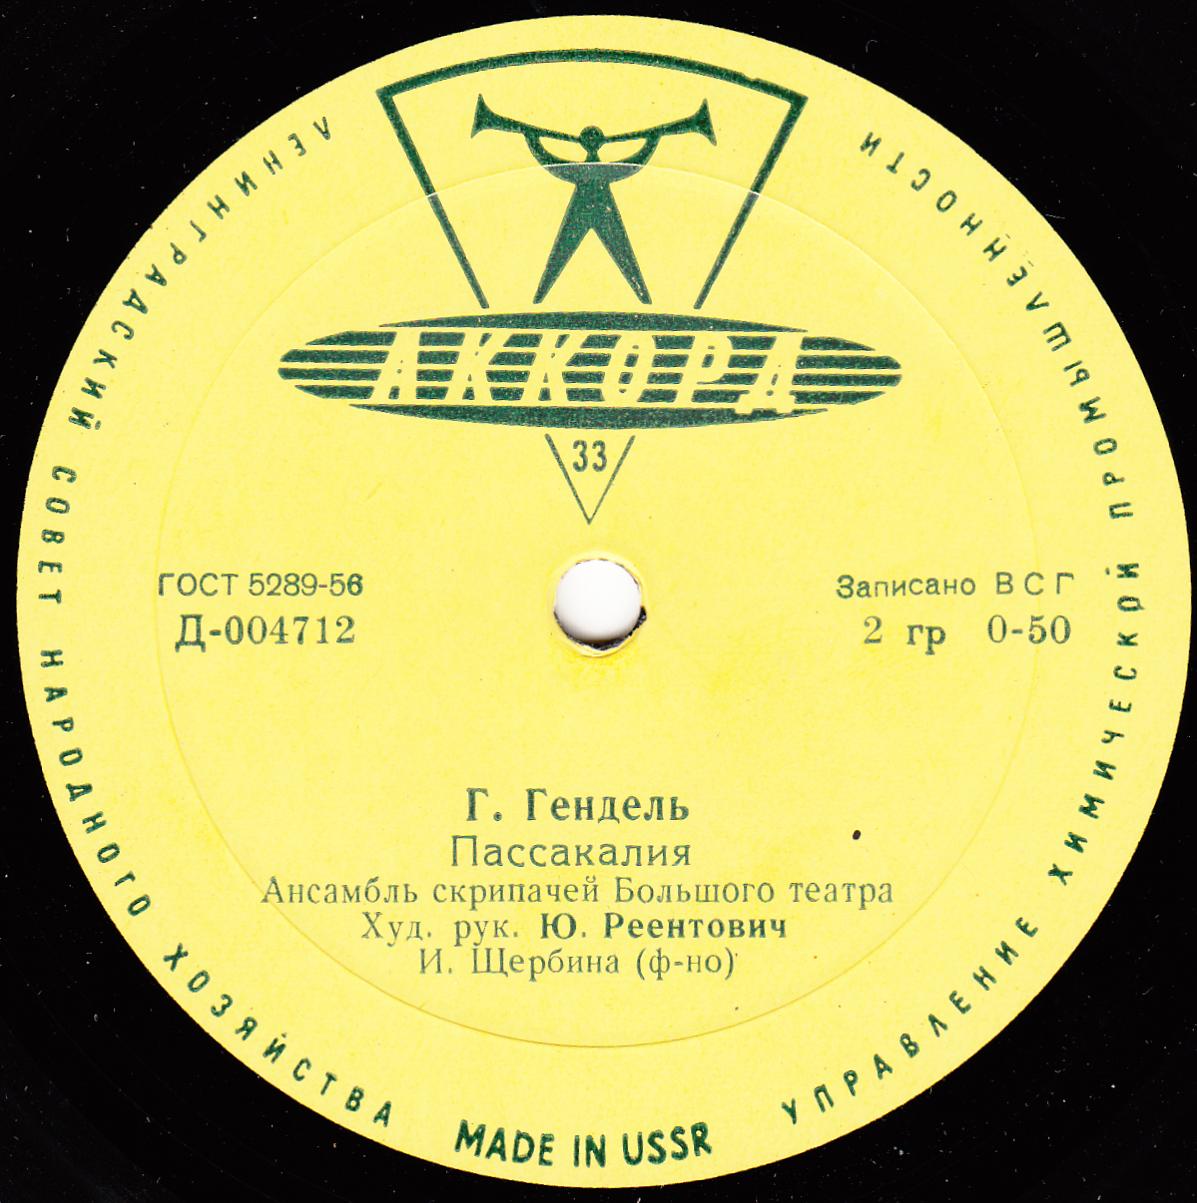 ЛЕНИНГРАДСКИЙ СОВЕТ НАРОДНОГО ХОЗЯЙСТВА
УПРАВЛЕНИЕ ХИМИЧЕСКОЙ ПРОМЫШЛЕННОСТИ
АККОРД
33
ГОСТ 5289-56
Д-004712
Записано ВСГ
2 гр 0-50
Г. Гендель
Пассакалия
Ансамбль скрипачей Большого театра
Худ. рук. Ю. Реентович
И. Щербина (ф-но)
MADE IN USSR